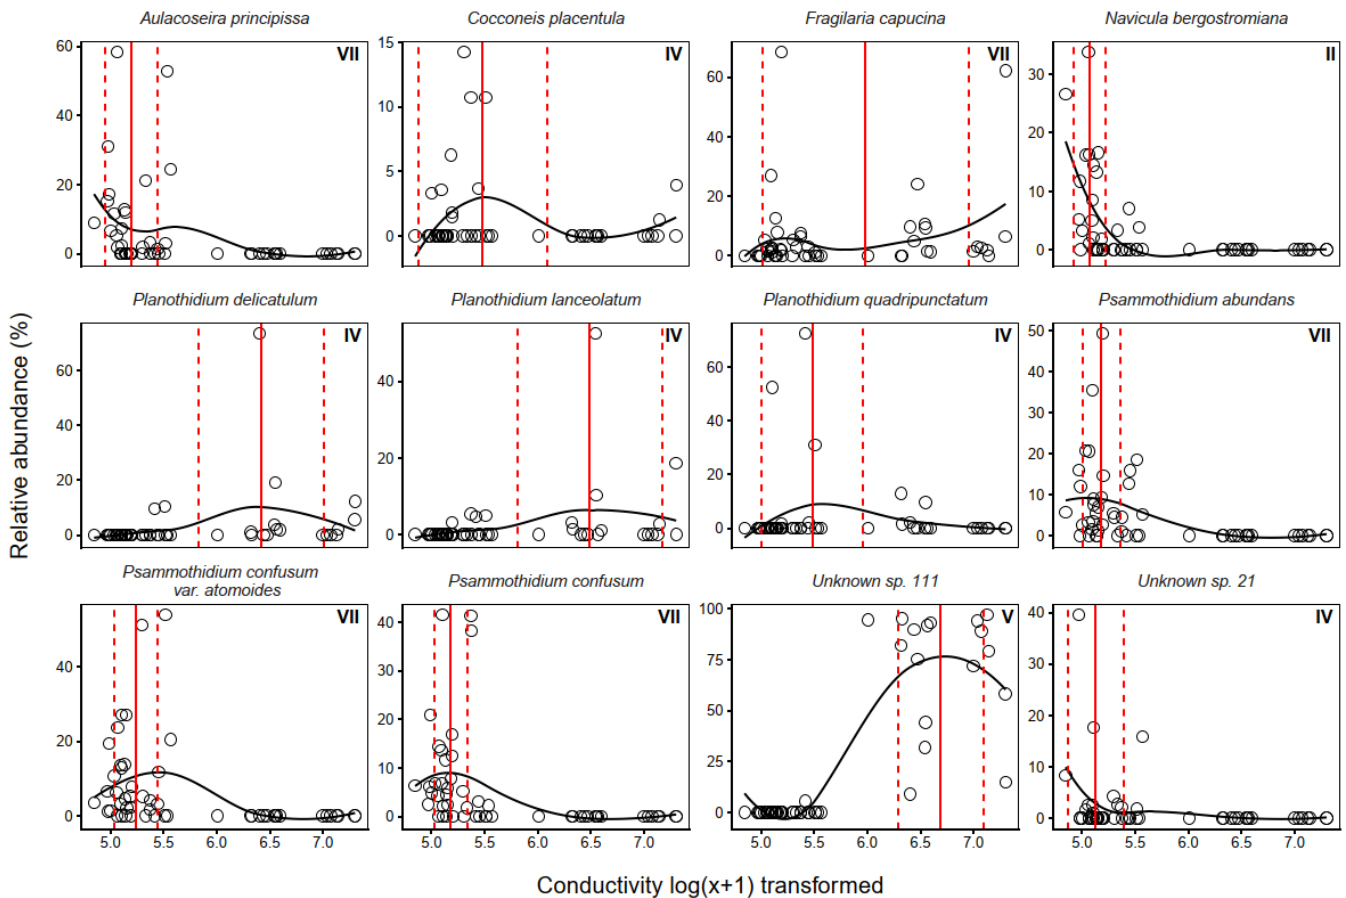 Aulacoseira principissa
Cocconeis placentula
Fragilaria capucina
Navicula bergostromiana
60
40
20
0
VII
15
10
5
0
IV
60
40
20
0
VII
30
20
10
0
II
Planothidium delicatulum
Planothidium lanceolatum
Planothidium quadripunctatum
Psammothidium abundans
60
40
20
0
IV
40
20
0
IV
60
40
20
0
IV
50
40
30
20
10
0
VII
Psammothidium confusum
var. atomoides
Psammothidium confusum
Unknown sp. 111
Unknown sp. 21
40
20
0
VII
40
30
20
10
0
VII
100
75
50
25
0
V
40
30
20
10
0
IV
5.0 5.5 6.0 6.5 7.0
5.0 5.5 6.0 6.5 7.0
5.0 5.5 6.0 6.5 7.0
5.0 5.5 6.0 6.5 7.0
Relative abundance (%)
Conductivity log(x+1) transformed